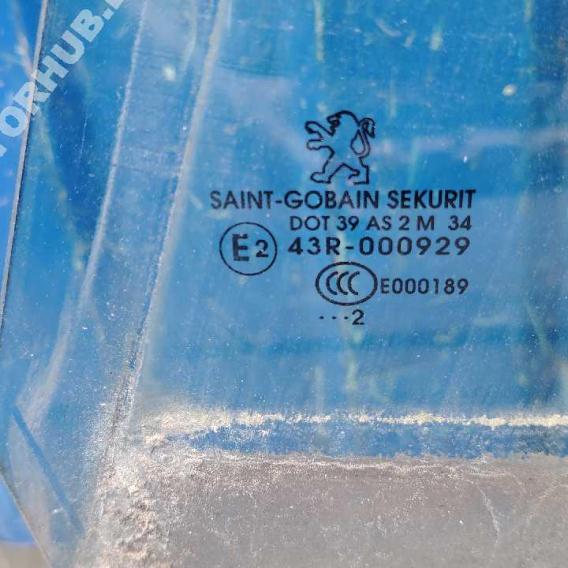 SAINT-GOBAIN SEKURIT
DOT 39 AS 2 M 34
E2 43R-000929
CCC E000189
...2